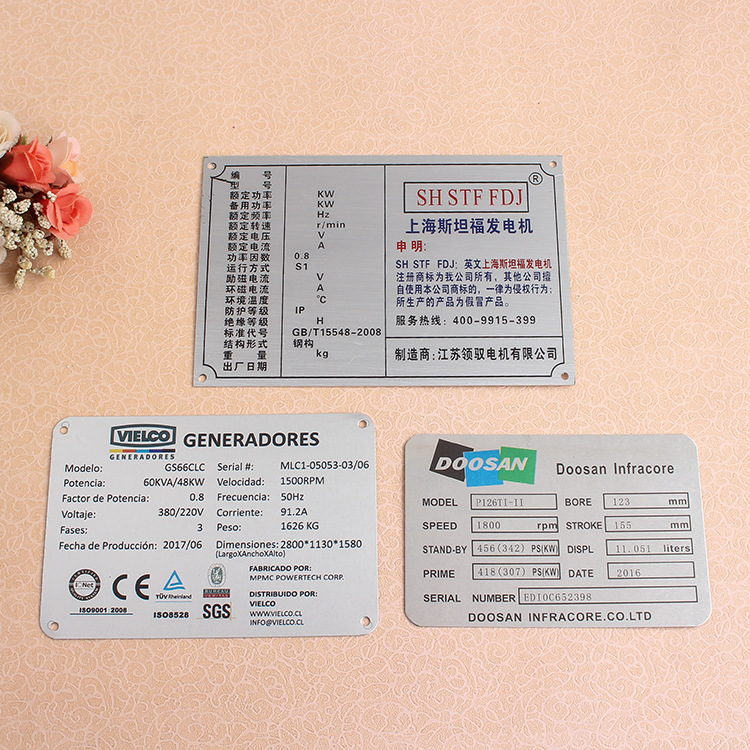 编 号
型 号
额定功率 KW
备用功率 KW
额定频率 Hz
额定转速 r/min
额定电压 V
额定电流 A
功率因数 0.8
运行方式 S1
励磁电流 V
环磁电流 A
环境温度 °C
防护等级 IP
绝缘等级 H
标准代号 GB/T15548-2008
结构形式 钢构
重 量 kg
出厂日期
SH STF FDJ ®
上海斯坦福发电机
申明:
SH STF FDJ: 英文上海斯坦福发电机
注册商标为我公司所有，其他公司擅
自使用本公司商标的，一律为侵权行为;
所生产的产品为假冒产品。
服务热线: 400-9915-399
制造商:江苏领驭电机有限公司
VIELCO
GENERADORES
GENERADORES
Modelo: GS66CLC Serial #: MLC1-05053-03/06
Potencia: 60KVA/48KW Velocidad: 1500RPM
Factor de Potencia: 0.8 Frecuencia: 50Hz
Voltaje: 380/220V Corriente: 91.2A
Fases: 3 Peso: 1626 KG
Fecha de Producción: 2017/06 Dimensiones: 2800*1130*1580
(LargoXAnchoXAlto)
FABRICADO POR:
MPMC POWERTECH CORP.
DISTRIBUIDO POR:
VIELCO
WWW.VIELCO.CL
INFO@VIELCO.CL
CE
TÜVRheinland
ISO9001:2008
ISO8528
SGS
DOOSAN Doosan Infracore
MODEL P126TI-II BORE 123 mm
SPEED 1800 rpm STROKE 155 mm
STAND-BY 456(342) PS(KW) DISPL 11.051 liters
PRIME 418(307) PS(KW) DATE 2016
SERIAL NUMBER EDIOC652398
DOOSAN INFRACORE.CO.LTD